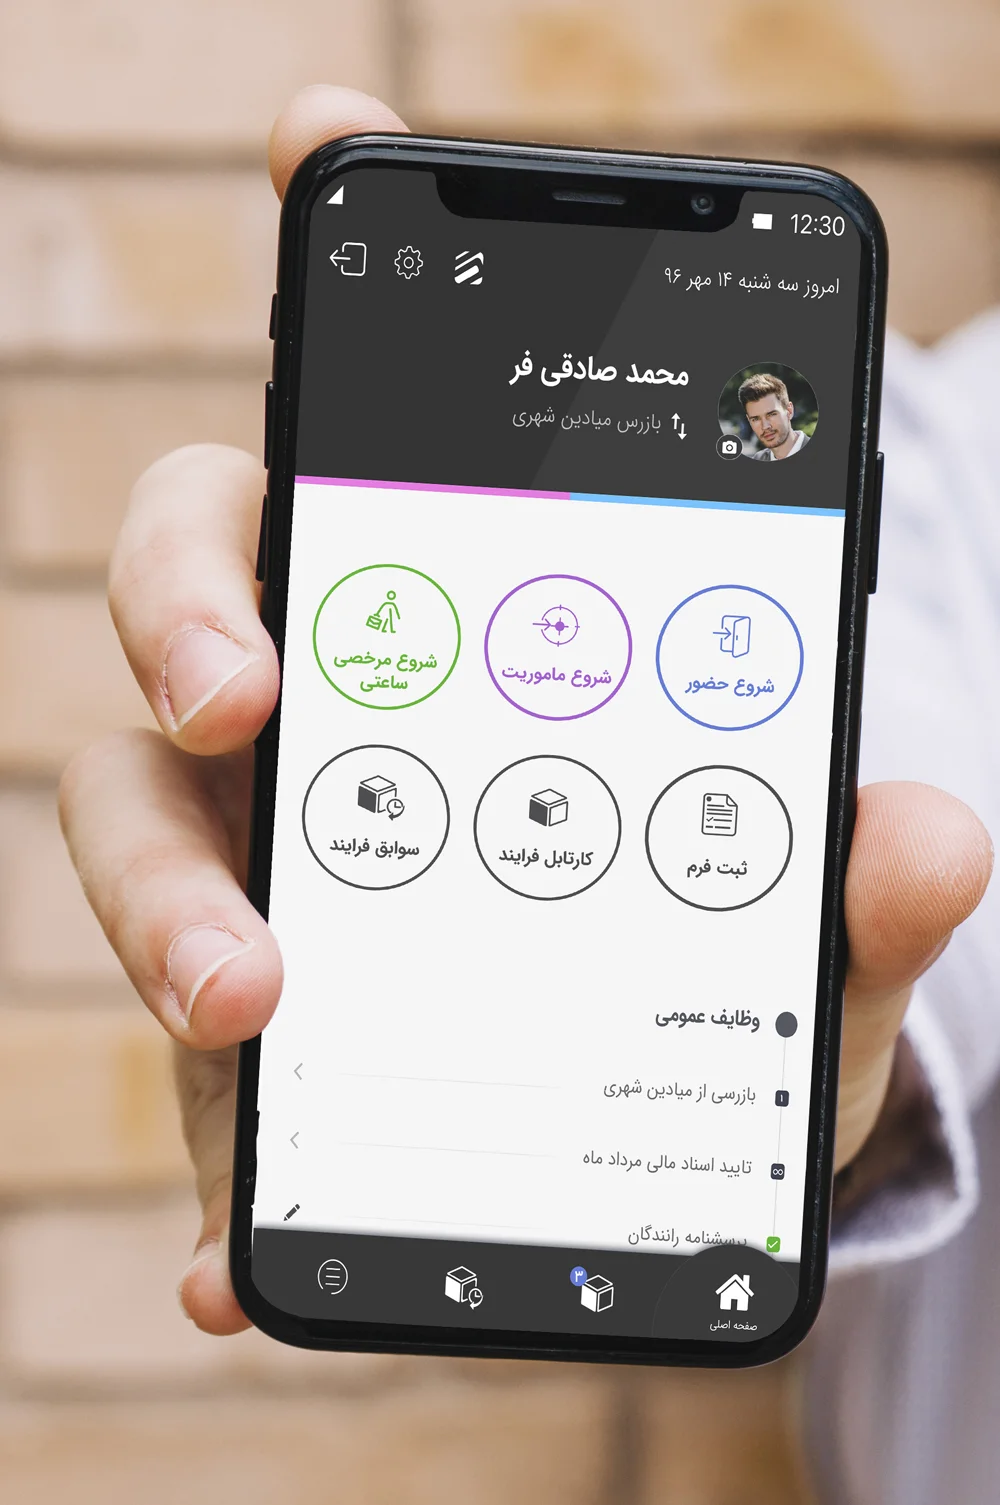 12:30
امروز سه شنبه ۱۴ مهر ۹۶
محمد صادقی فر
بازرس میادین شهری
شروع حضور
شروع ماموریت
شروع مرخصی
ساعتی
ثبت فرم
کارتابل فرایند
سوابق فرایند
وظایف عمومی
۱ بازرسی از میادین شهری
∞ تایید اسناد مالی مرداد ماه
پرسشنامه رانندگان
۳
صفحه اصلی